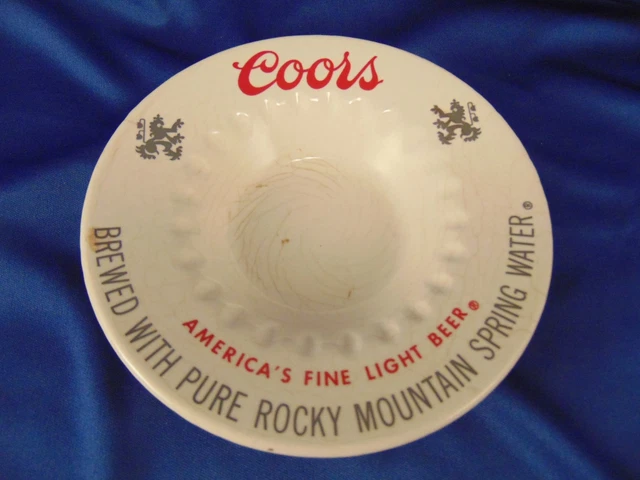 Coors
AMERICA'S FINE LIGHT BEER®
BREWED WITH PURE ROCKY MOUNTAIN SPRING WATER®